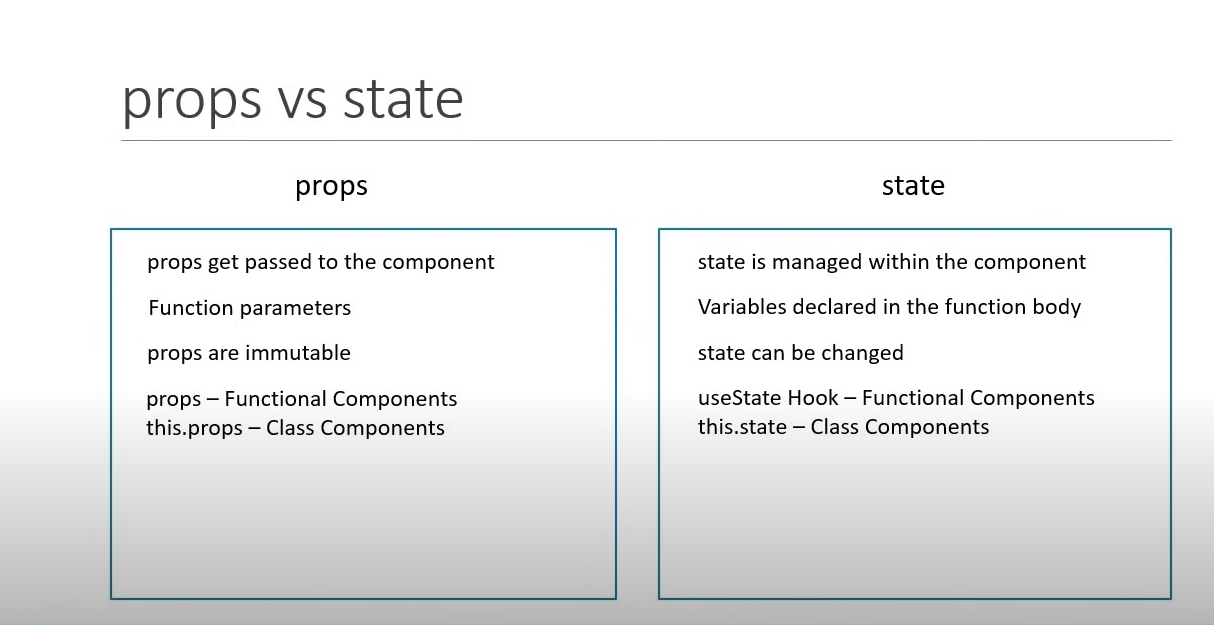 props vs state
props
props get passed to the component
Function parameters
props are immutable
props – Functional Components
this.props – Class Components
state
state is managed within the component
Variables declared in the function body
state can be changed
useState Hook – Functional Components
this.state – Class Components